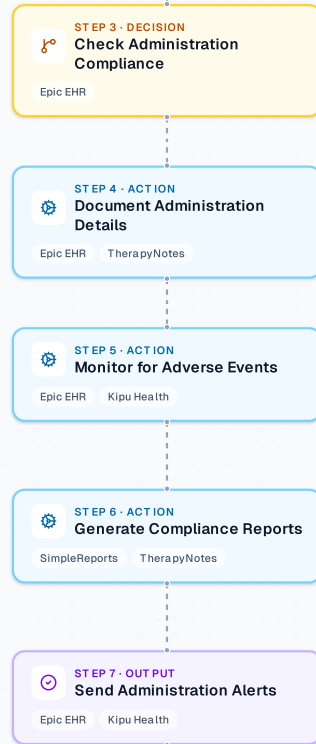 STEP 3 · DECISION
Check Administration
Compliance
Epic EHR
STEP 4 · ACTION
Document Administration
Details
Epic EHR TherapyNotes
STEP 5 · ACTION
Monitor for Adverse Events
Epic EHR Kipu Health
STEP 6 · ACTION
Generate Compliance Reports
SimpleReports TherapyNotes
STEP 7 · OUTPUT
Send Administration Alerts
Epic EHR Kipu Health